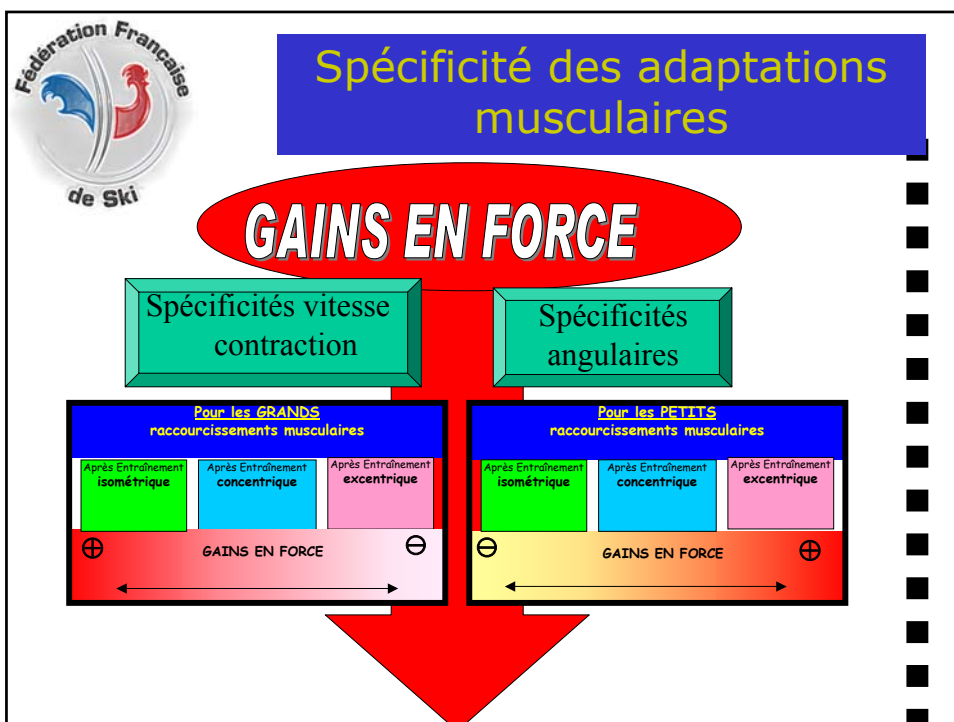 Fédération Française
de Ski
Spécificité des adaptations
musculaires
GAINS EN FORCE
Spécificités vitesse
contraction
Spécificités
angulaires
Pour les GRANDS
raccourcissements musculaires
Après Entraînement
isométrique
Après Entraînement
concentrique
Après Entraînement
excentrique
⊕
GAINS EN FORCE
⊖
Pour les PETITS
raccourcissements musculaires
Après Entraînement
isométrique
Après Entraînement
concentrique
Après Entraînement
excentrique
⊖
GAINS EN FORCE
⊕